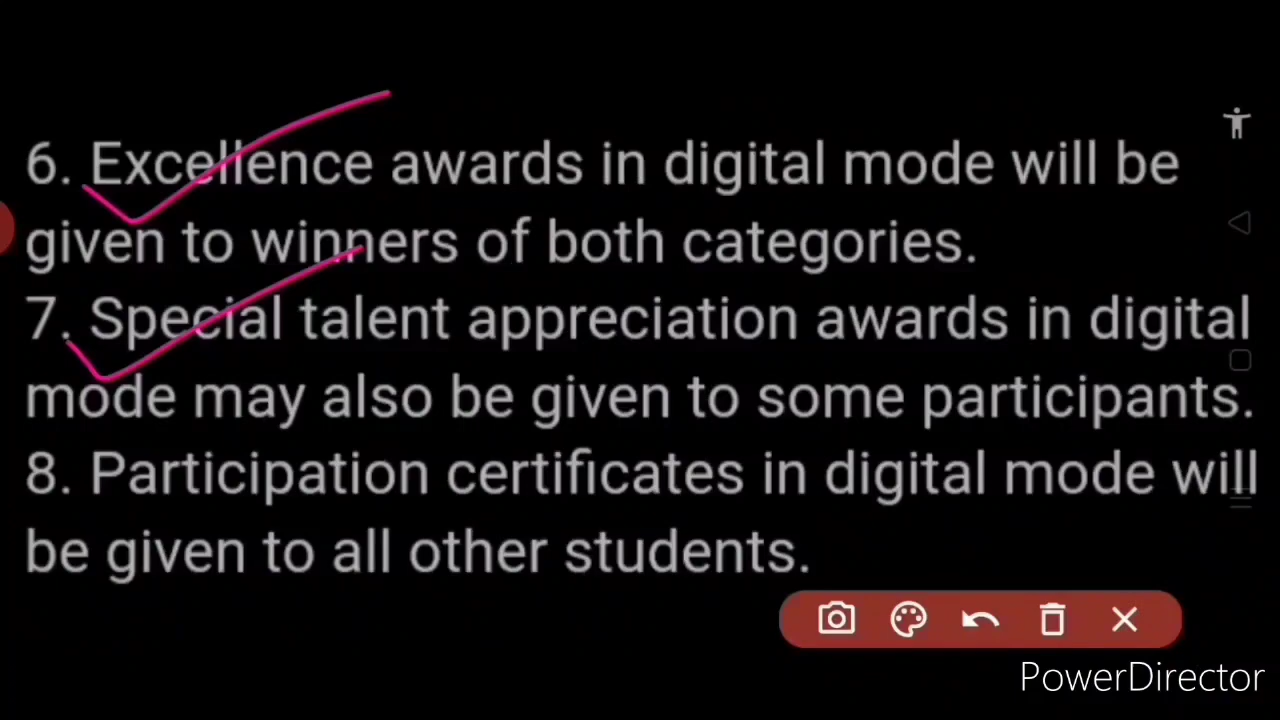 6. Excellence awards in digital mode will be
given to winners of both categories.
7. Special talent appreciation awards in digital
mode may also be given to some participants.
8. Participation certificates in digital mode will
be given to all other students.
PowerDirector